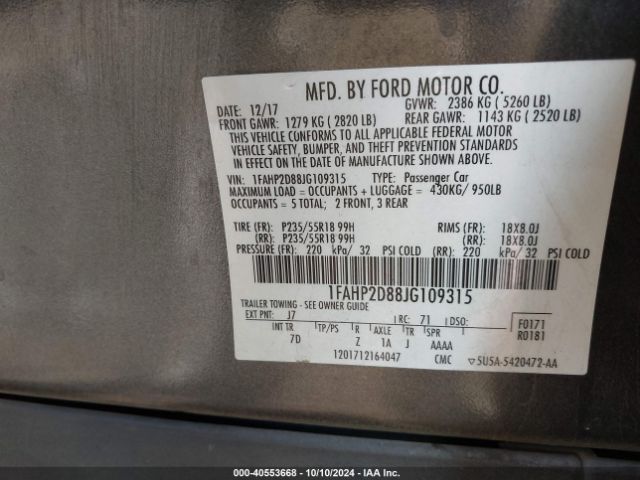 MFD. BY FORD MOTOR CO.
DATE: 12/17 GVWR: 2386 KG ( 5260 LB)
FRONT GAWR: 1279 KG ( 2820 LB) REAR GAWR: 1143 KG ( 2520 LB)
THIS VEHICLE CONFORMS TO ALL APPLICABLE FEDERAL MOTOR
VEHICLE SAFETY, BUMPER, AND THEFT PREVENTION STANDARDS
IN EFFECT ON THE DATE OF MANUFACTURE SHOWN ABOVE.
VIN: 1FAHP2D88JG109315 TYPE: Passenger Car
MAXIMUM LOAD = OCCUPANTS + LUGGAGE = 430KG/ 950LB
OCCUPANTS = 5 TOTAL; 2 FRONT, 3 REAR
TIRE (FR): P235/55R18 99H RIMS (FR): 18X8.0J
(RR): P235/55R18 99H (RR): 18X8.0J
PRESSURE (FR): 220 kPa/ 32 PSI COLD (RR): 220 kPa/ 32 PSI COLD
1FAHP2D88JG109315
TRAILER TOWING - SEE OWNER GUIDE
EXT PNT: J7 RC: 71 DSO: F0171
INT TR TP/PS R AXLE TR SPR R0181
7D Z 1A J AAAA
1201712164047 CMC ▽5U5A-5420472-AA
000-40553668 - 10/10/2024 - IAA Inc.